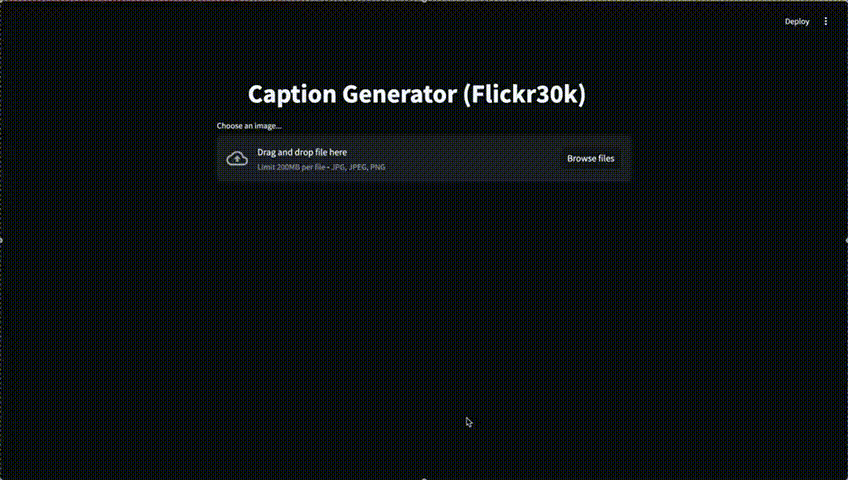 Deploy
Caption Generator (Flickr30k)
Choose an image...
Drag and drop file here
Limit 200MB per file • JPG, JPEG, PNG
Browse files